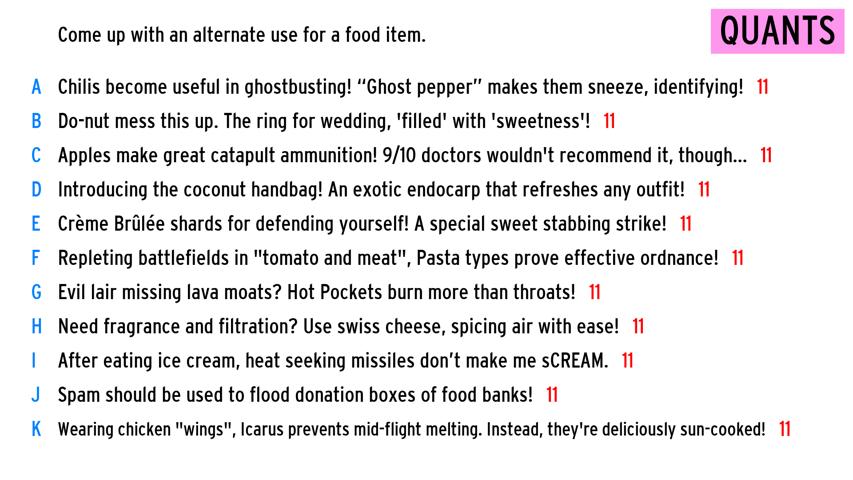 Come up with an alternate use for a food item.
QUANTS
A Chilis become useful in ghostbusting! “Ghost pepper” makes them sneeze, identifying! 11
B Do-nut mess this up. The ring for wedding, 'filled' with 'sweetness'! 11
C Apples make great catapult ammunition! 9/10 doctors wouldn't recommend it, though... 11
D Introducing the coconut handbag! An exotic endocarp that refreshes any outfit! 11
E Crème Brûlée shards for defending yourself! A special sweet stabbing strike! 11
F Repleting battlefields in "tomato and meat", Pasta types prove effective ordnance! 11
G Evil lair missing lava moats? Hot Pockets burn more than throats! 11
H Need fragrance and filtration? Use swiss cheese, spicing air with ease! 11
I After eating ice cream, heat seeking missiles don’t make me sCREAM. 11
J Spam should be used to flood donation boxes of food banks! 11
K Wearing chicken "wings", Icarus prevents mid-flight melting. Instead, they're deliciously sun-cooked! 11